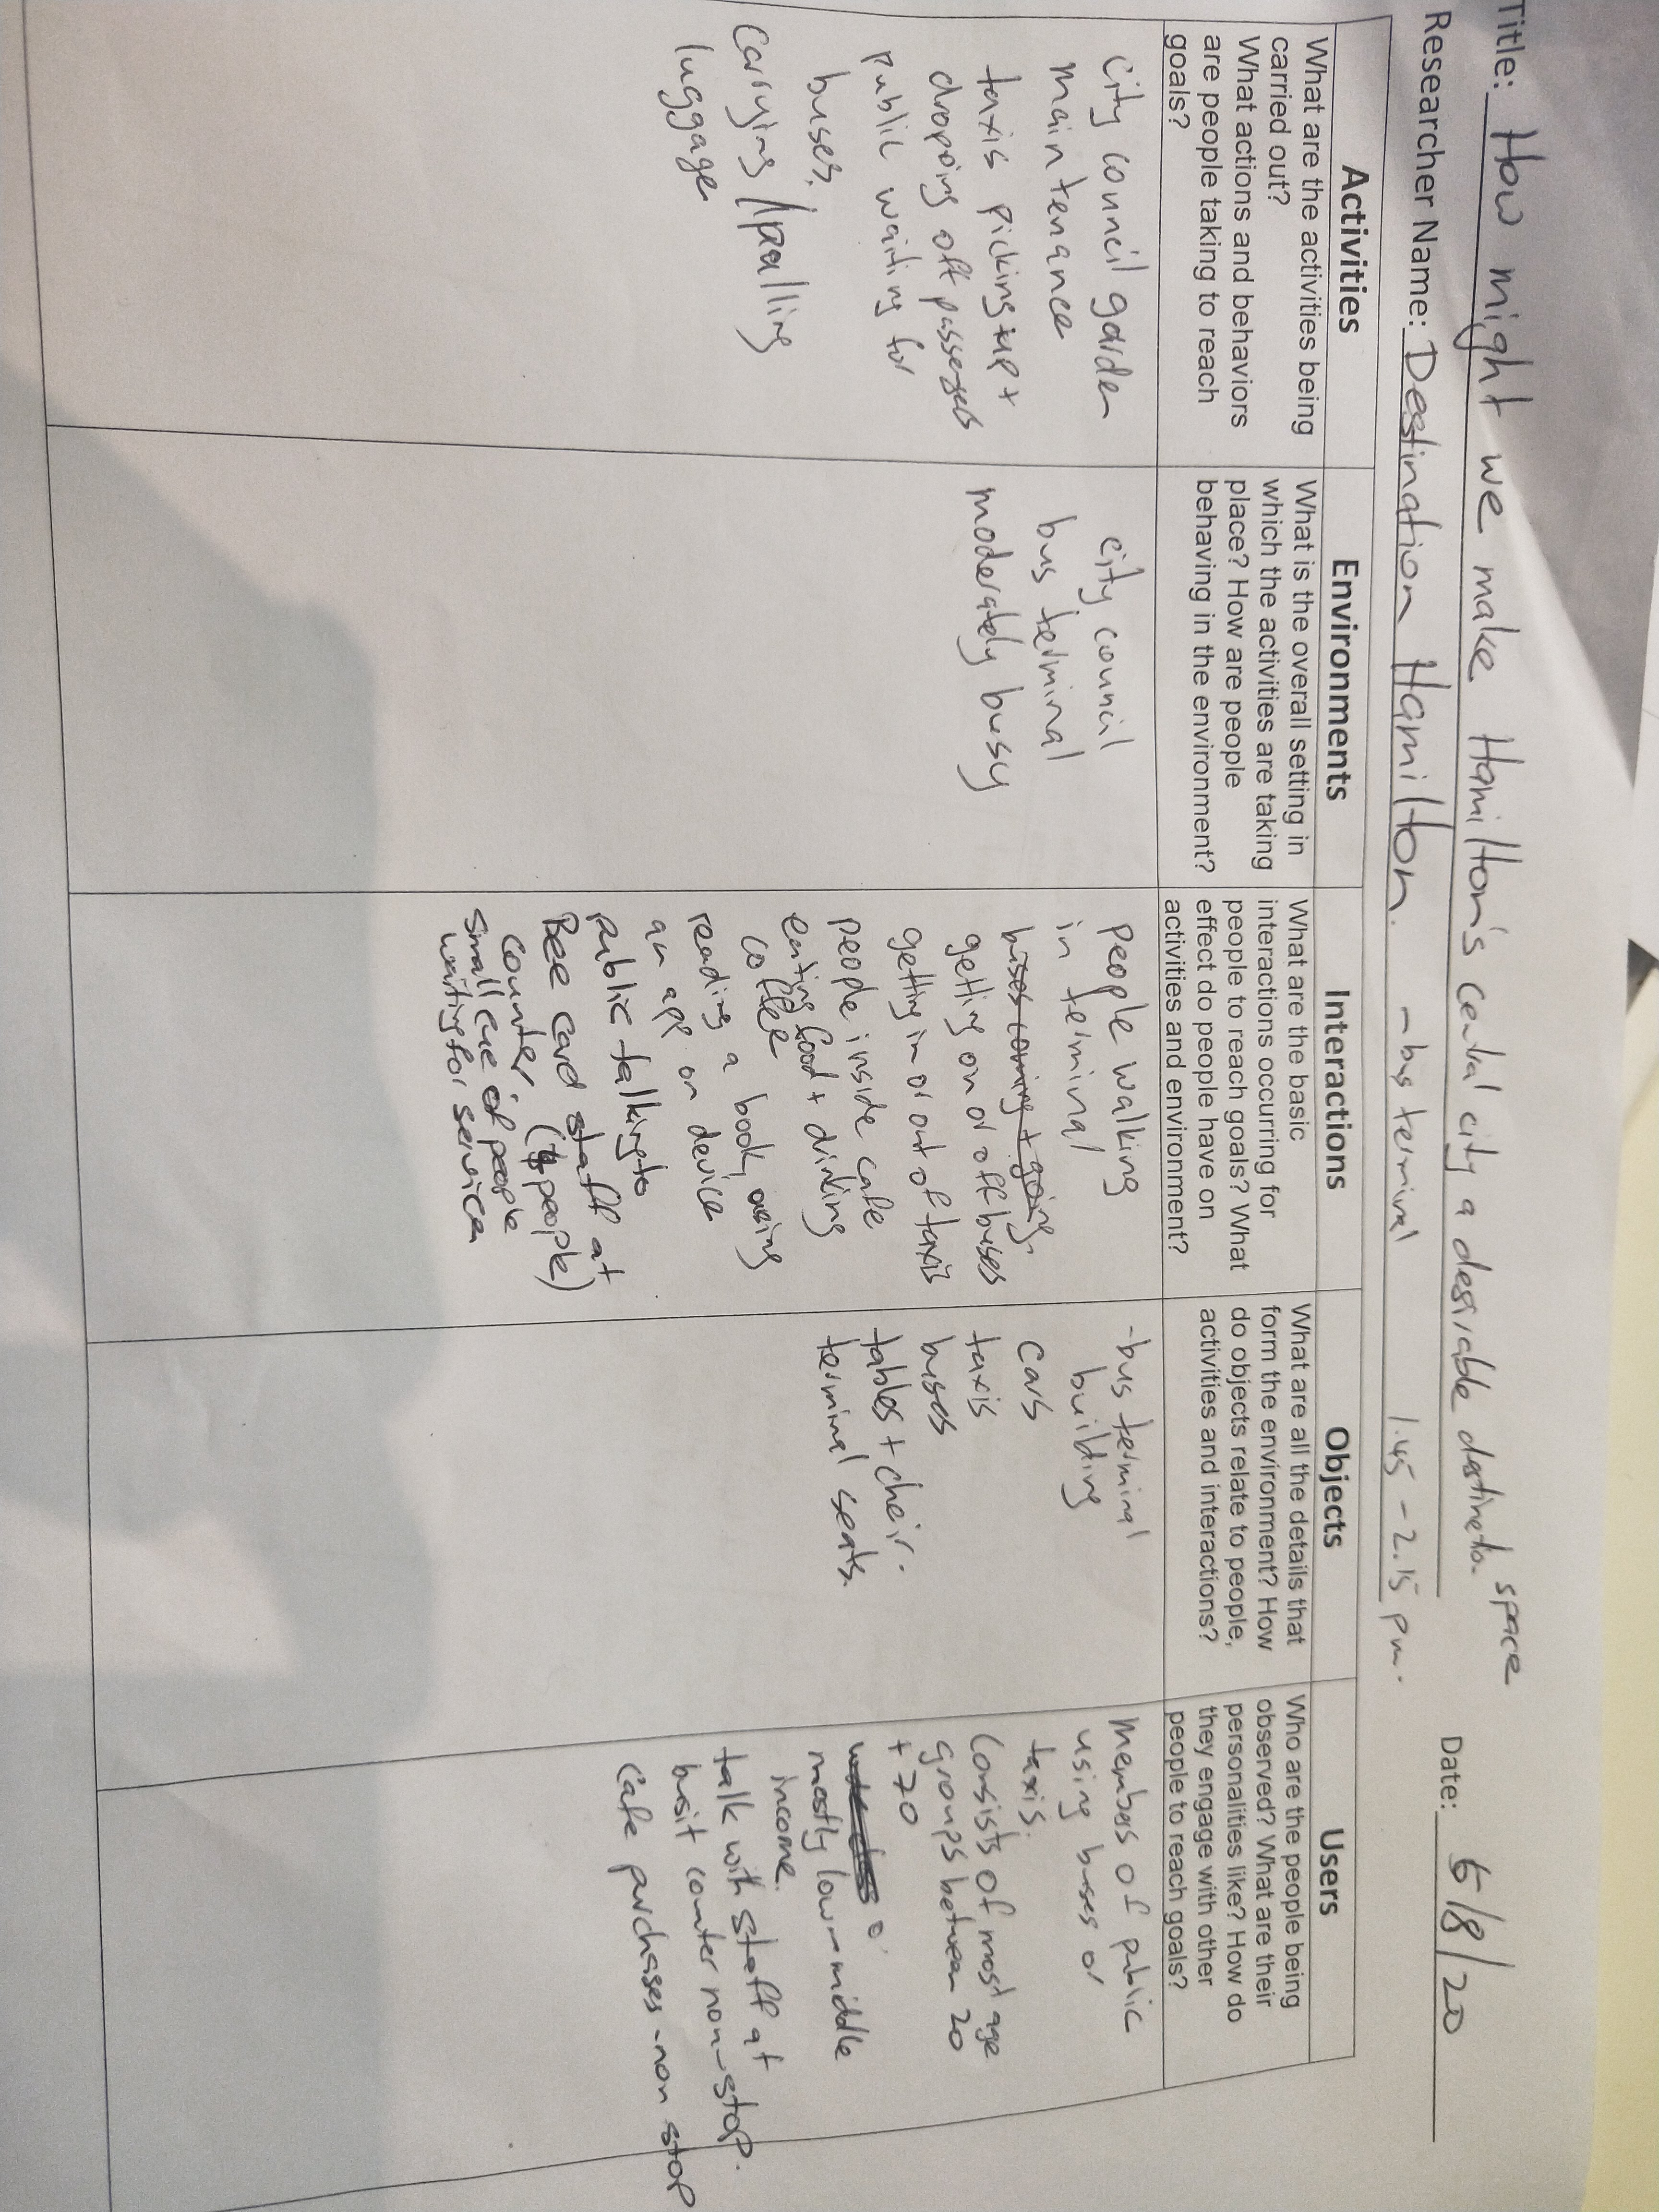 Title: How might we make Hamilton's central city a desirable destination space
Date: 5/8/20
Researcher Name: Destination Hamilton. - bus terminal 1.45 - 2.15 pm.
Activities
What are the activities being
carried out?
What actions and behaviors
are people taking to reach
goals?
city council garden
maintenance
taxis picking up +
droping off passengers
public waiting for
buses.
Carrying / pulling
luggage
Environments
What is the overall setting in
which the activities are taking
place? How are people
behaving in the environment?
city council
bus terminal
moderately busy
Interactions
What are the basic
interactions occurring for
people to reach goals? What
effect do people have on
activities and environment?
people walking
in terminal
buses coming + going.
getting on or off buses
getting in or out of taxis
people inside cafe
eating food + drinking
coffee
reading a book, using
an app on device
public talking to
Bee card staff at
counter ( people)
small cue of people
waiting for service
Objects
What are all the details that
form the environment? How
do objects relate to people,
activities and interactions?
- bus terminal
building
cars
taxis
buses
tables + cheir.
terminal seats.
Users
Who are the people being
observed? What are their
personalities like? How do
they engage with other
people to reach goals?
Members of public
using buses or
taxis.
Consists of most age
groups between 20
+ 70
mostly low-middle
income.
talk with staff at
busit counter non-stop.
Cafe purchases - non stop